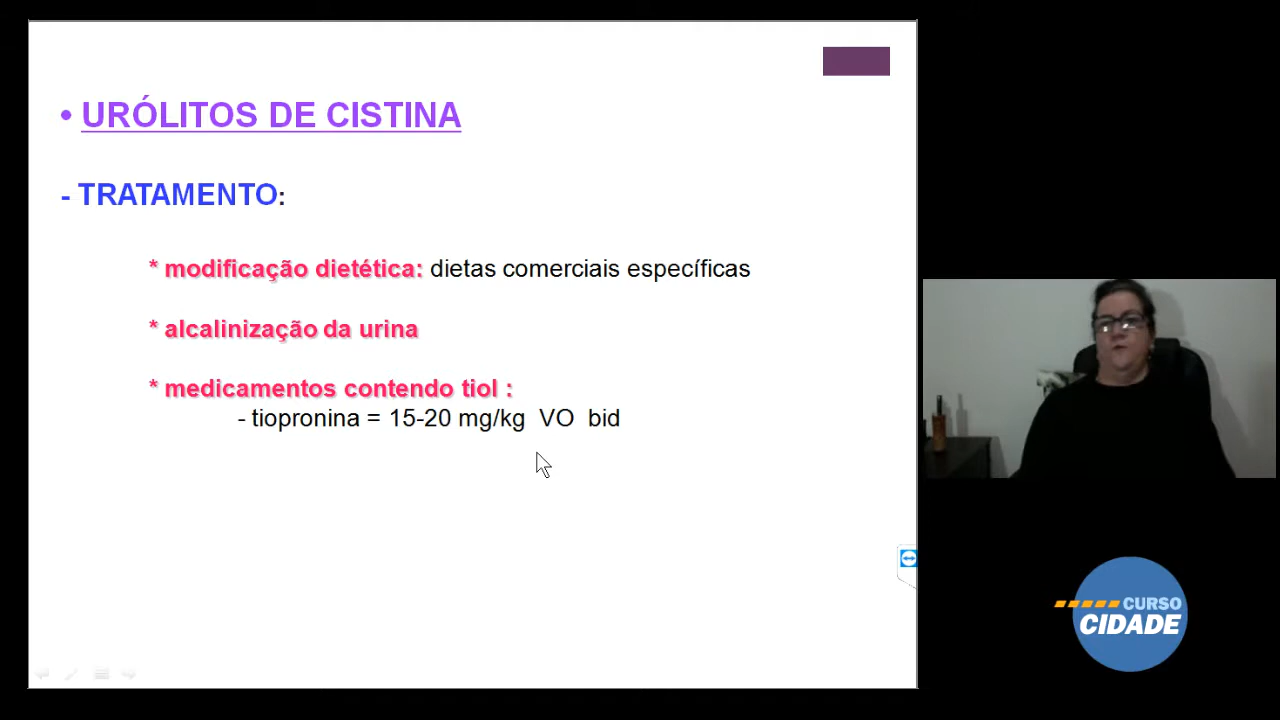 • URÓLITOS DE CISTINA
- TRATAMENTO:
* modificação dietética: dietas comerciais específicas
* alcalinização da urina
* medicamentos contendo tiol :
- tiopronina = 15-20 mg/kg VO bid
CURSO
CIDADE